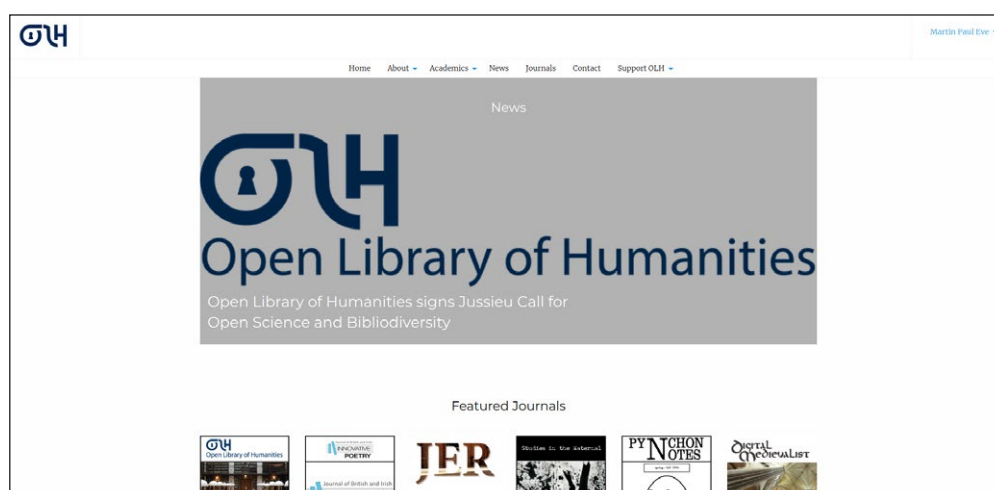 OLH
Martin Paul Eve
Home About Academics News Journals Contact Support OLH
News
OLH
Open Library of Humanities
Open Library of Humanities signs Jussieu Call for
Open Science and Bibliodiversity
Featured Journals
OLH
Open Library of Humanities
INNOVATIVE
POETRY
Journal of British and Irish
JER
Studies in the Maternal
PYNCHON
NOTES
DIGITAL
MEDIEVALIST